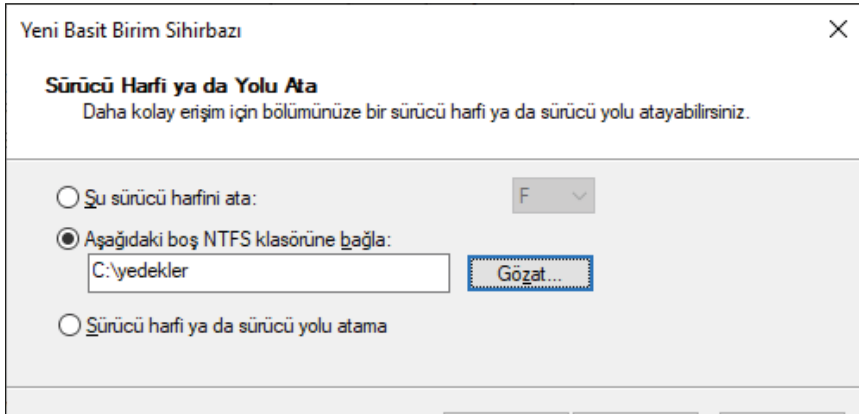 Yeni Basit Birim Sihirbazı
Sürücü Harfi ya da Yolu Ata
Daha kolay erişim için bölümünüze bir sürücü harfi ya da sürücü yolu atayabilirsiniz.
Şu sürücü harfini ata: F
Aşağıdaki boş NTFS klasörüne bağla:
C:\yedekler Gözat...
Sürücü harfi ya da sürücü yolu atama